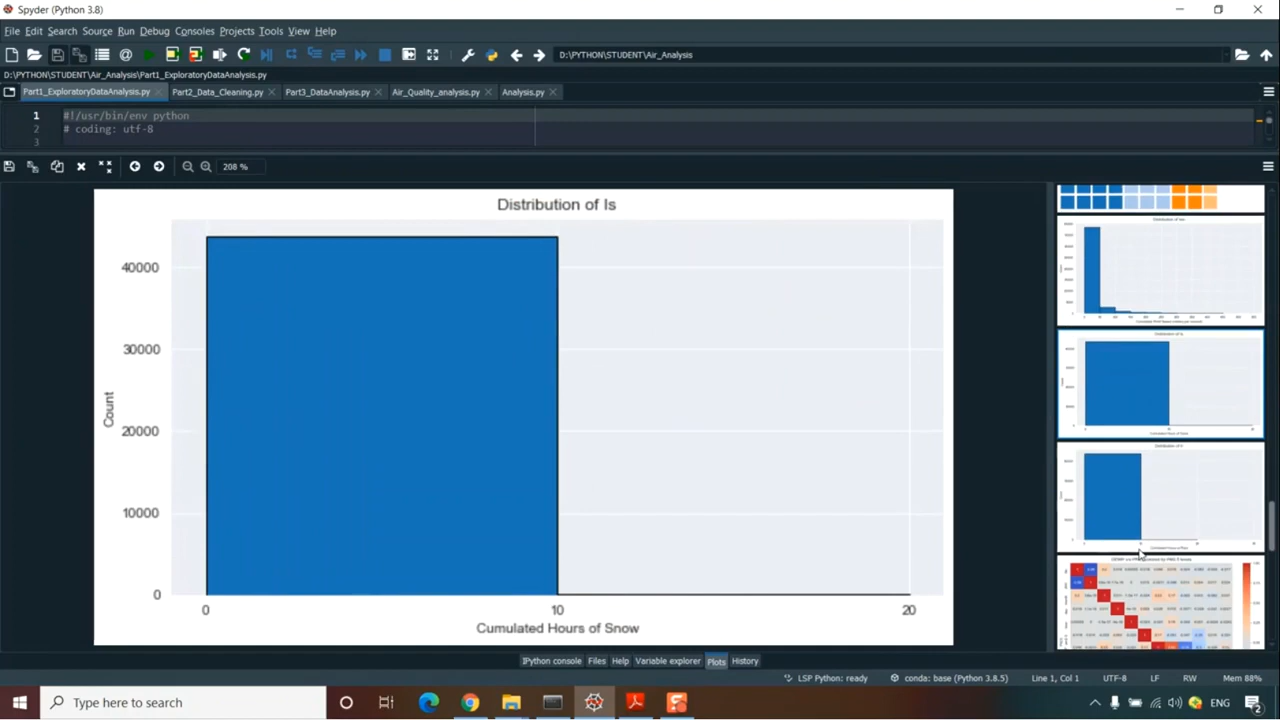 Spyder (Python 3.8)
File Edit Search Source Run Debug Consoles Projects Tools View Help
D:\PYTHON\STUDENT\Air_Analysis
D:\PYTHON\STUDENT\Air_Analysis\Part1_ExploratoryDataAnalysis.py
Part1_ExploratoryDataAnalysis.py Part2_Data_Cleaning.py Part3_DataAnalysis.py Air_Quality_analysis.py Analysis.py
1 #!/usr/bin/env python
2 # coding: utf-8
3
208 %
Distribution of Is
40000
30000
20000
10000
0
Count
0 10 20
Cumulated Hours of Snow
IPython console Files Help Variable explorer Plots History
LSP Python: ready conda: base (Python 3.8.5) Line 1, Col 1 UTF-8 LF RW Mem 88%
Type here to search
ENG
2